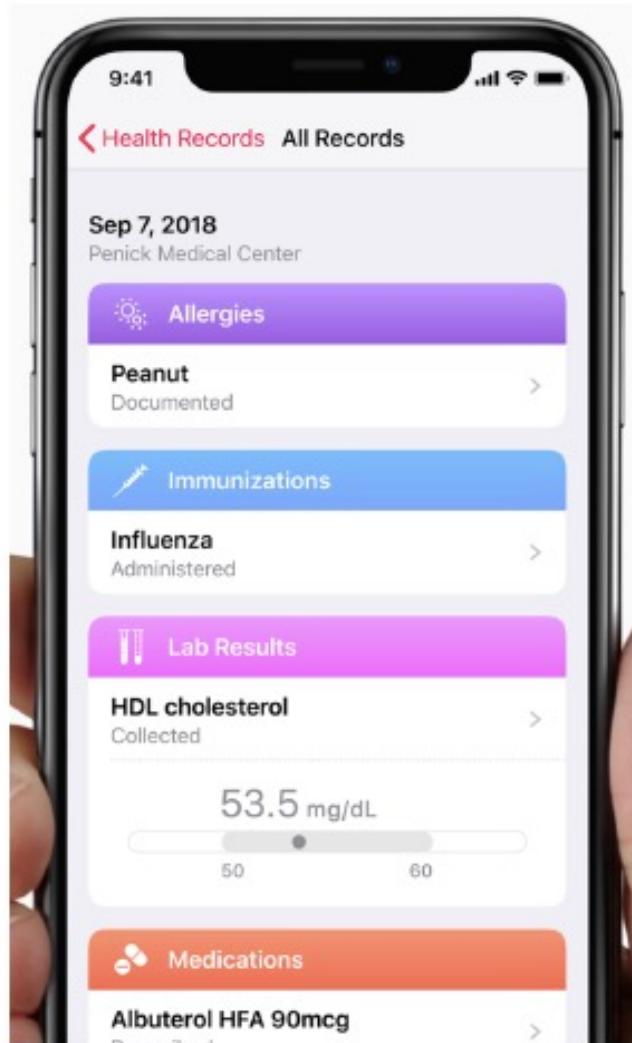 9:41
Health Records All Records
Sep 7, 2018
Penick Medical Center
Allergies
Peanut
Documented
Immunizations
Influenza
Administered
Lab Results
HDL cholesterol
Collected
53.5 mg/dL
50 60
Medications
Albuterol HFA 90mcg